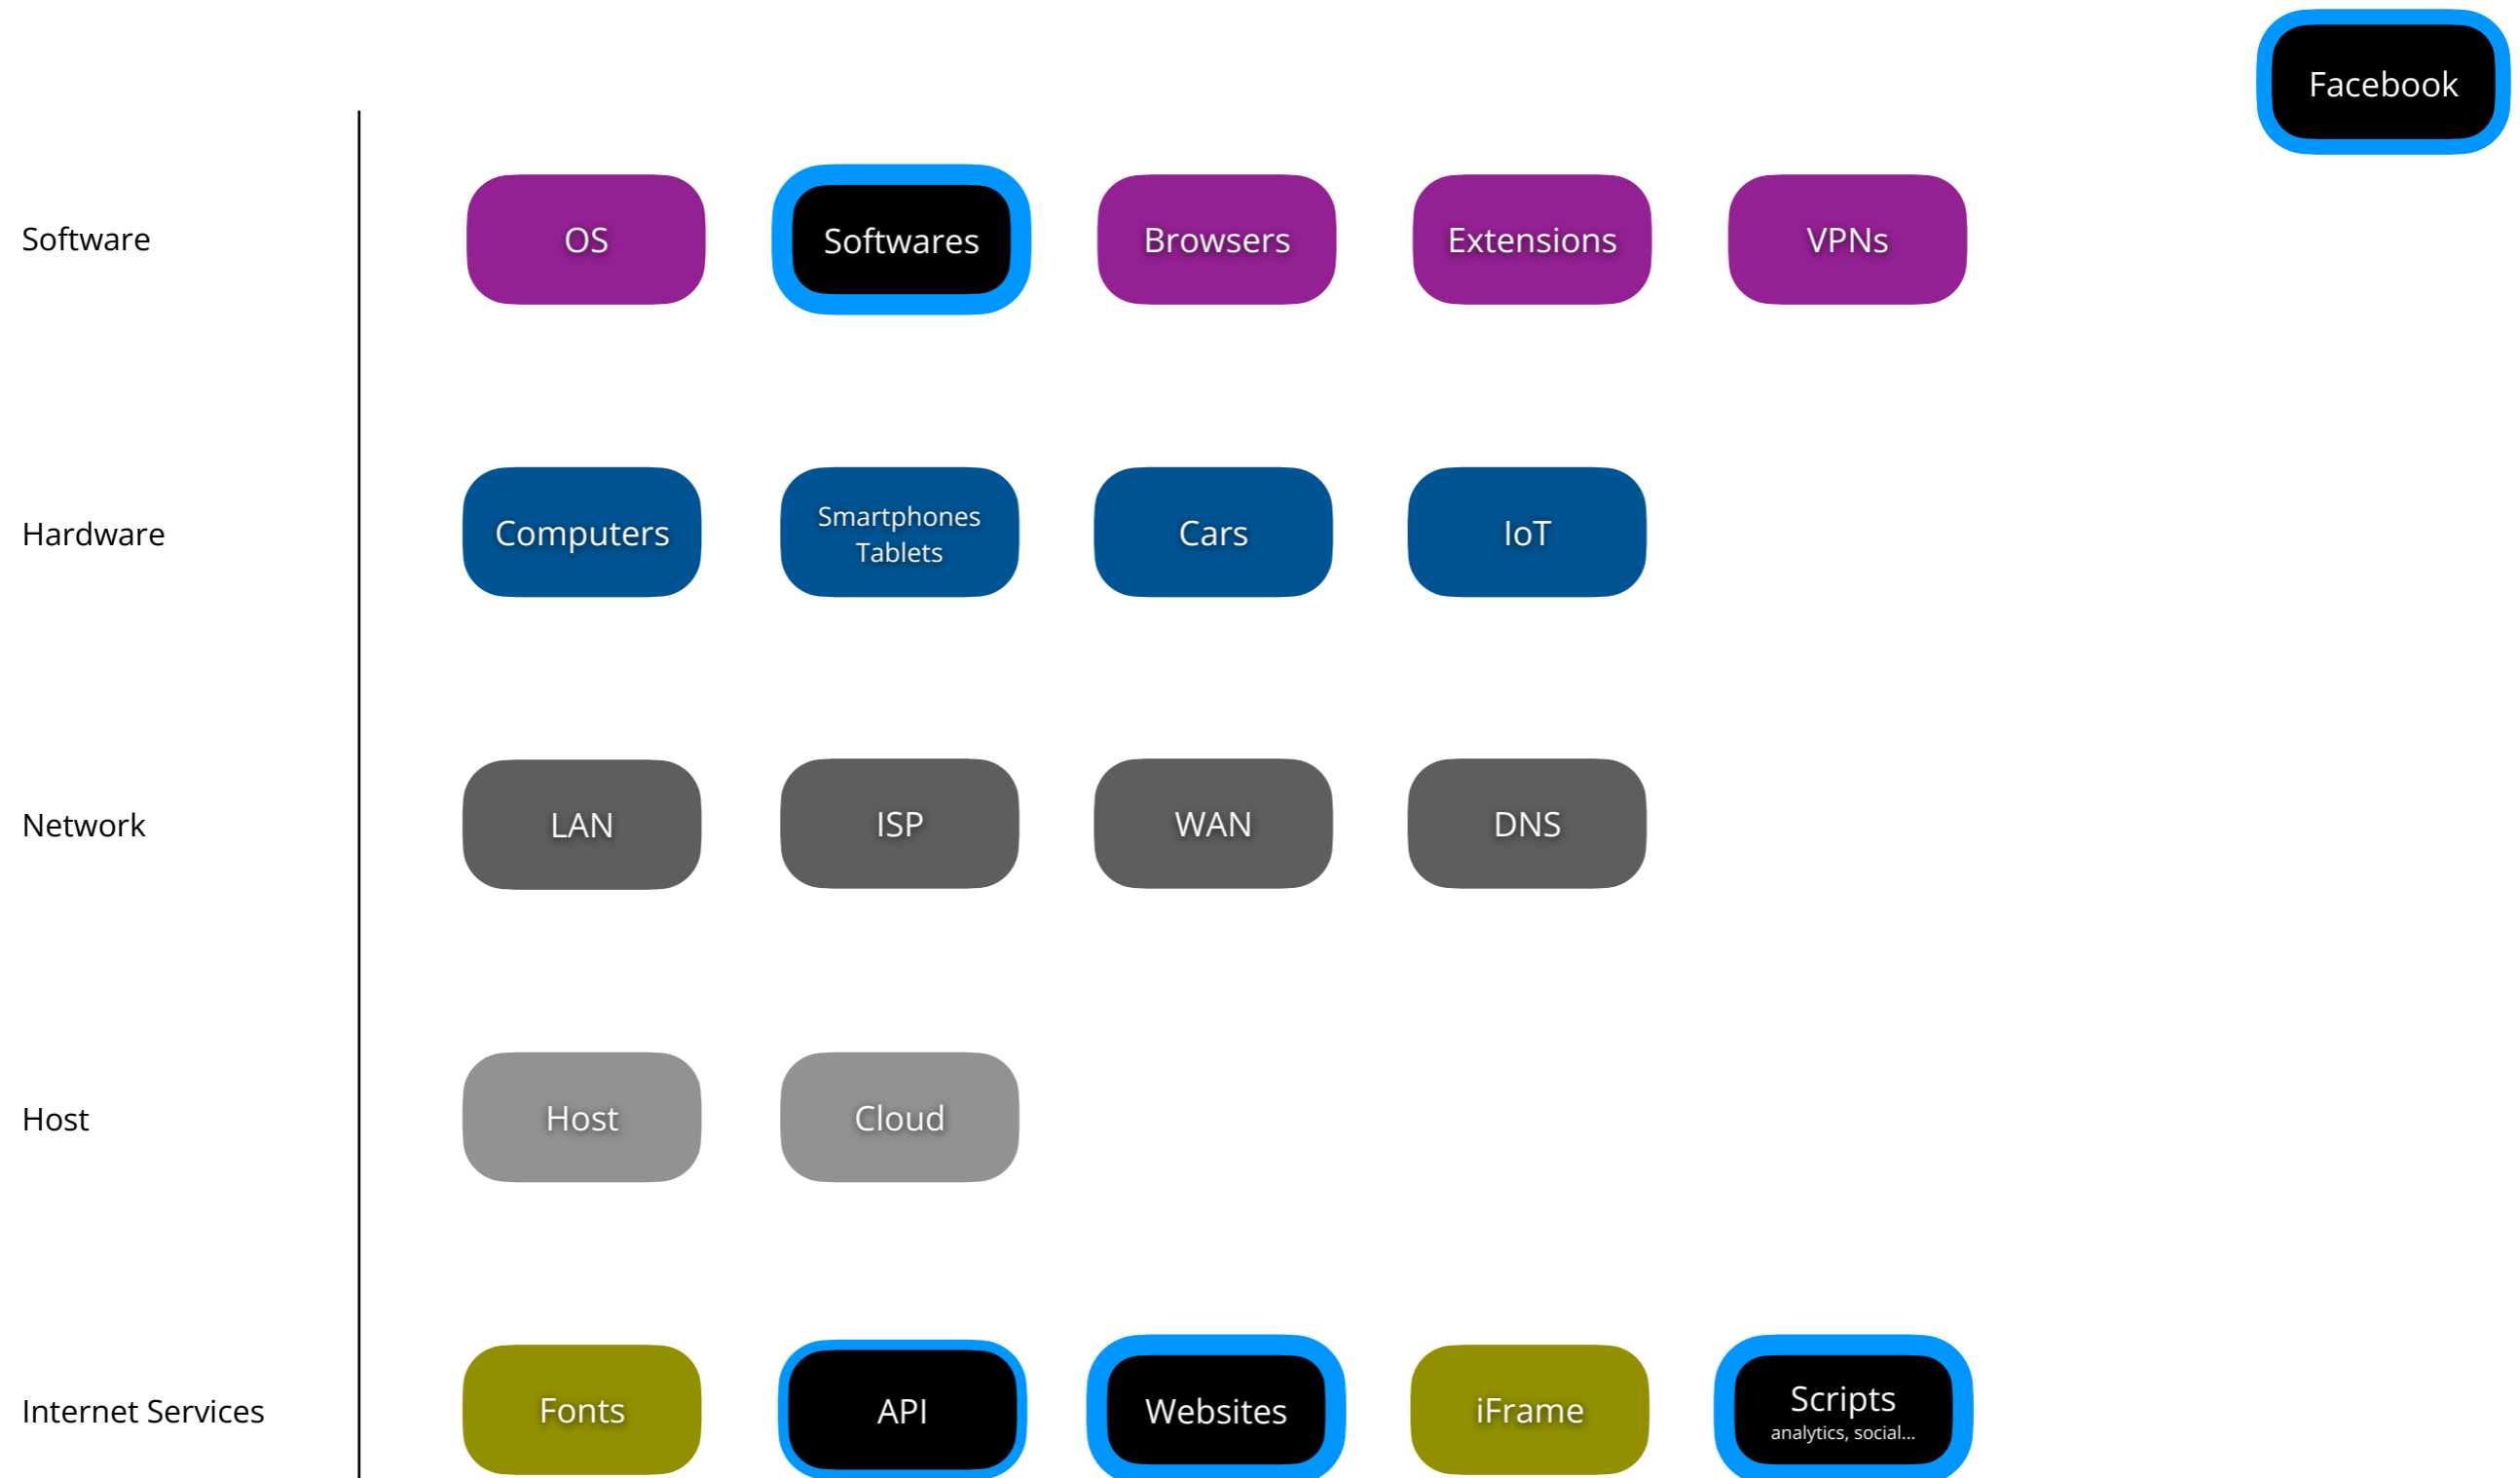 Facebook
Software
OS
Softwares
Browsers
Extensions
VPNs
Hardware
Computers
Smartphones
Tablets
Cars
IoT
Network
LAN
ISP
WAN
DNS
Host
Host
Cloud
Internet Services
Fonts
API
Websites
iFrame
Scripts
analytics, social...